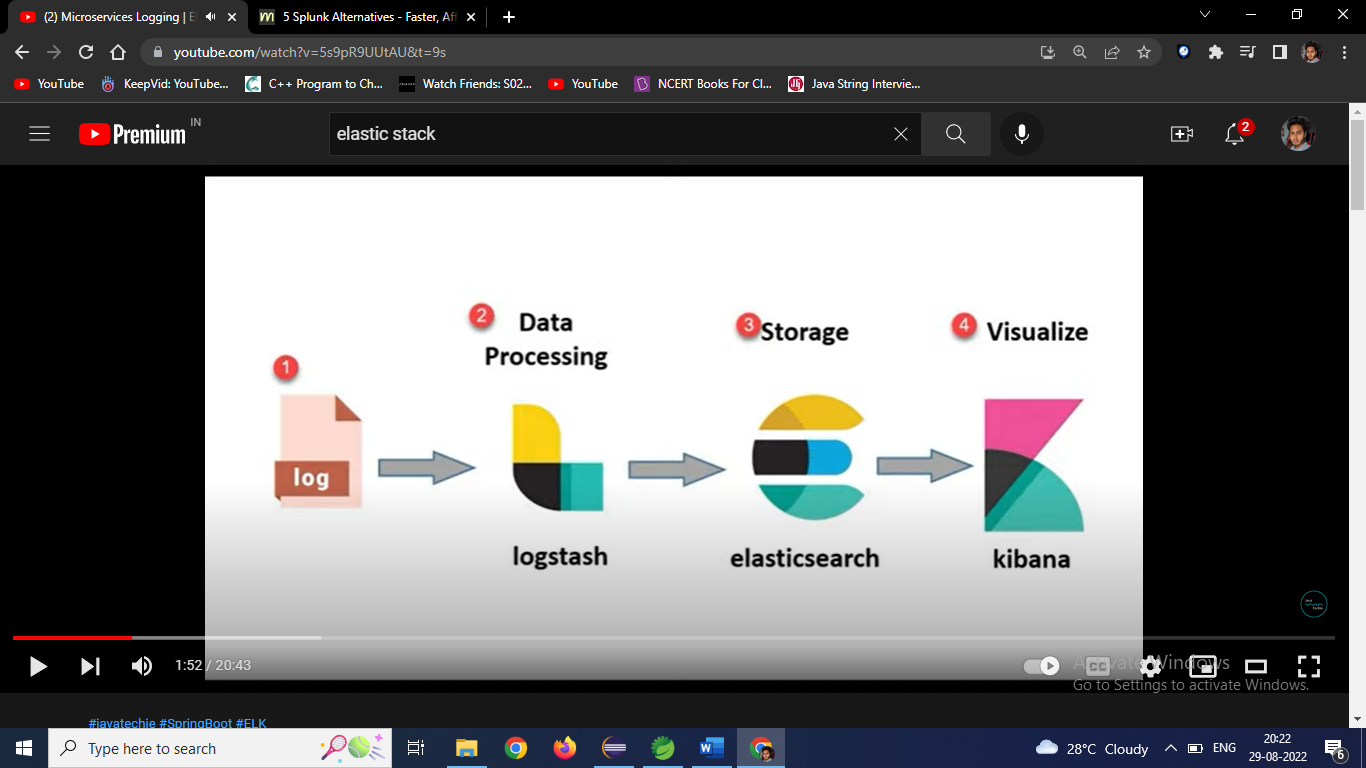 (2) Microservices Logging | El
5 Splunk Alternatives - Faster, Aff
youtube.com/watch?v=5s9pR9UUtAU&t=9s
YouTube
KeepVid: YouTube...
C++ Program to Ch...
Watch Friends: S02...
YouTube
NCERT Books For Cl...
Java String Intervie...
Premium IN
elastic stack
2
1
log
2 Data
Processing
logstash
3 Storage
elasticsearch
4 Visualize
kibana
1:52 / 20:43
CC
Activate Windows
Go to Settings to activate Windows.
#javatechie #SpringBoot #ELK
Type here to search
28°C Cloudy
ENG
20:22
29-08-2022
6